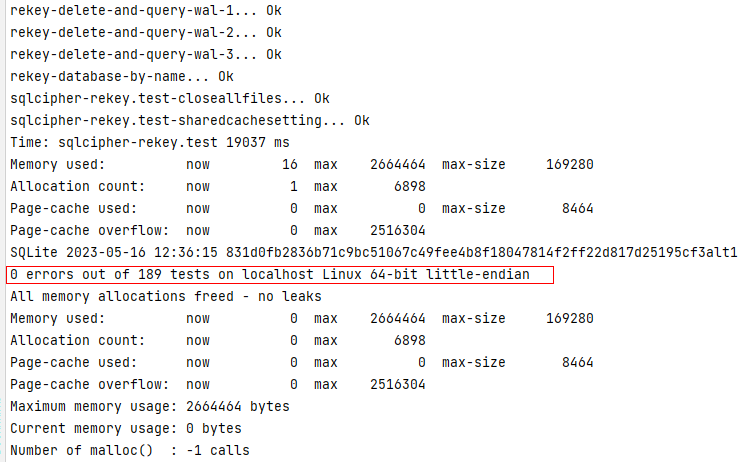 rekey-delete-and-query-wal-1... Ok
rekey-delete-and-query-wal-2... Ok
rekey-delete-and-query-wal-3... Ok
rekey-database-by-name... Ok
sqlcipher-rekey.test-closeallfiles... Ok
sqlcipher-rekey.test-sharedcachesetting... Ok
Time: sqlcipher-rekey.test 19037 ms
Memory used:          now         16  max    2664464  max-size     169280
Allocation count:     now          1  max       6898
Page-cache used:      now          0  max          0  max-size       8464
Page-cache overflow:  now          0  max    2516304
SQLite 2023-05-16 12:36:15 831d0fb2836b71c9bc51067c49fee4b8f18047814f2ff22d817d25195cf3alt1
0 errors out of 189 tests on localhost Linux 64-bit little-endian
All memory allocations freed - no leaks
Memory used:          now          0  max    2664464  max-size     169280
Allocation count:     now          0  max       6898
Page-cache used:      now          0  max          0  max-size       8464
Page-cache overflow:  now          0  max    2516304
Maximum memory usage: 2664464 bytes
Current memory usage: 0 bytes
Number of malloc()  : -1 calls